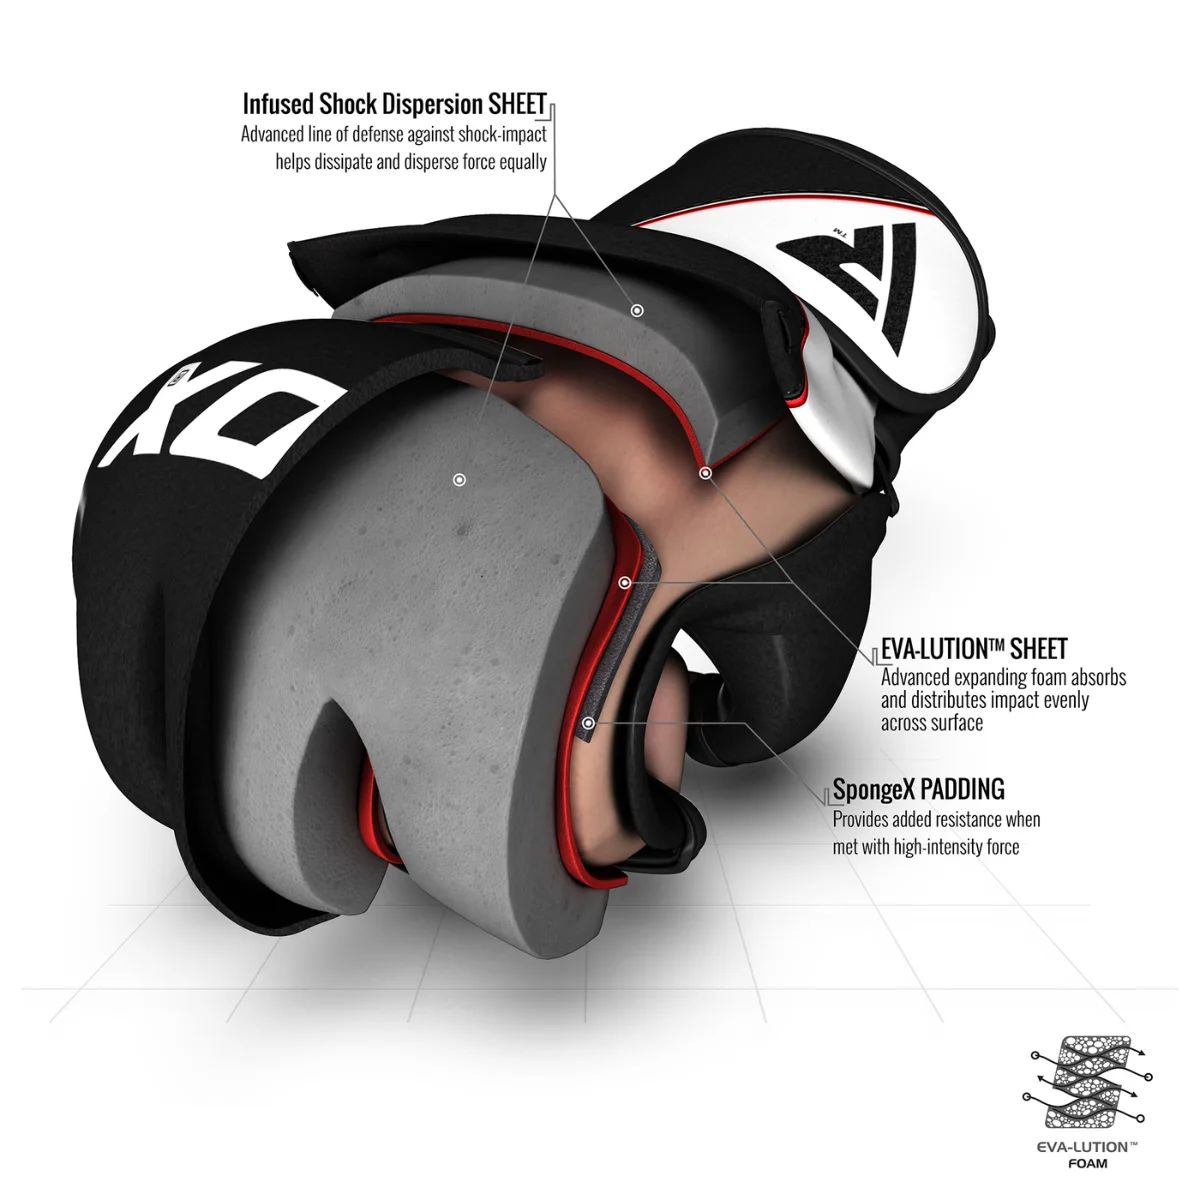 Infused Shock Dispersion SHEET
Advanced line of defense against shock-impact
helps dissipate and disperse force equally
TM
XO
®
EVA-LUTION™ SHEET
Advanced expanding foam absorbs
and distributes impact evenly
across surface
SpongeX PADDING
Provides added resistance when
met with high-intensity force
EVA-LUTION™
FOAM